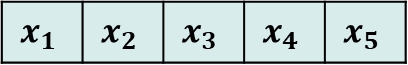 x₁ x₂ x₃ x₄ x₅